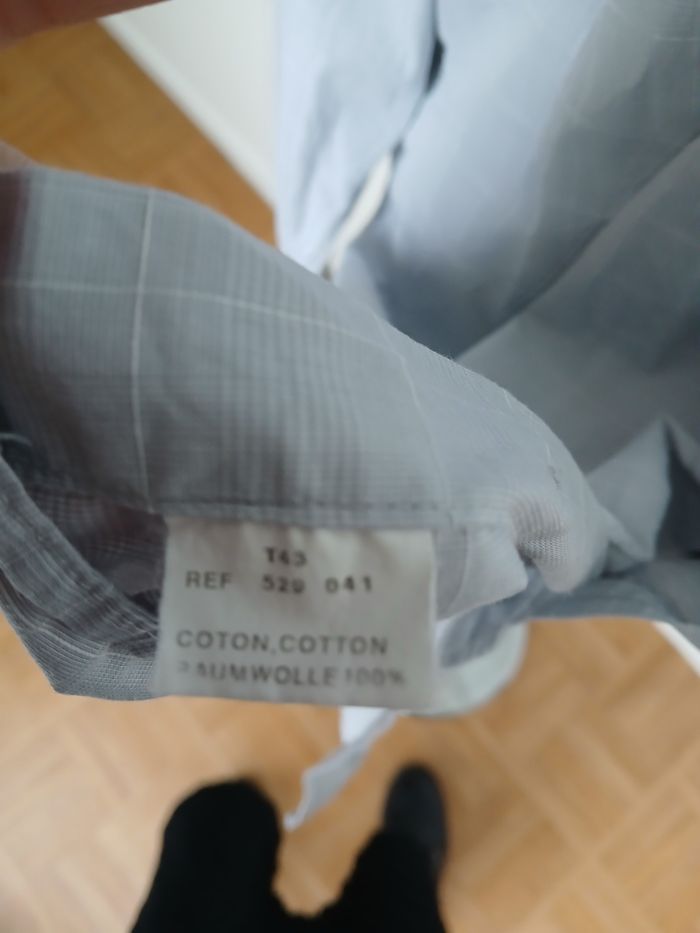 T43
REF 529 041
COTON, COTTON
BAUMWOLLE 100%